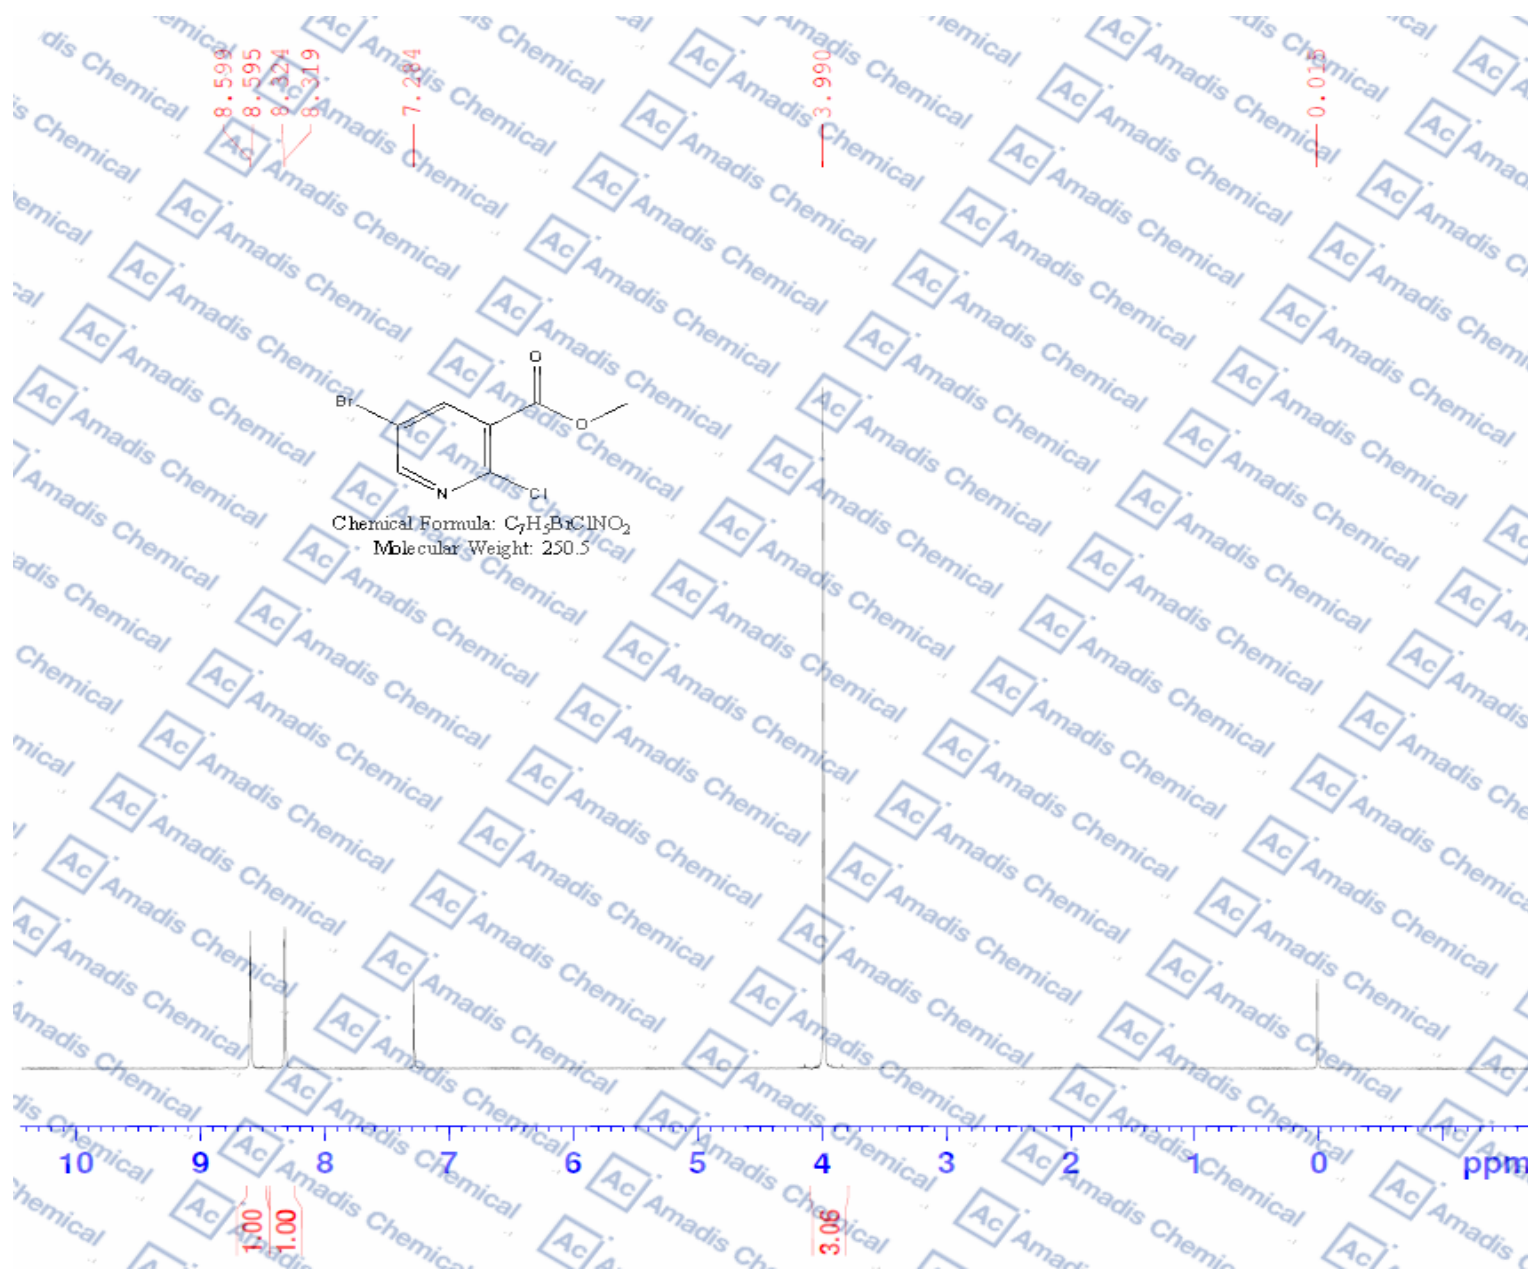 8.599
8.595
8.324
8.319
7.284
3.990
0.015
O
Br
O
N
Cl
Chemical Formula: C₇H₅BrClNO₂
Molecular Weight: 250.5
10 9 8 7 6 5 4 3 2 1 0 ppm
1.00
1.00
3.06
Ac Amadis Chemical